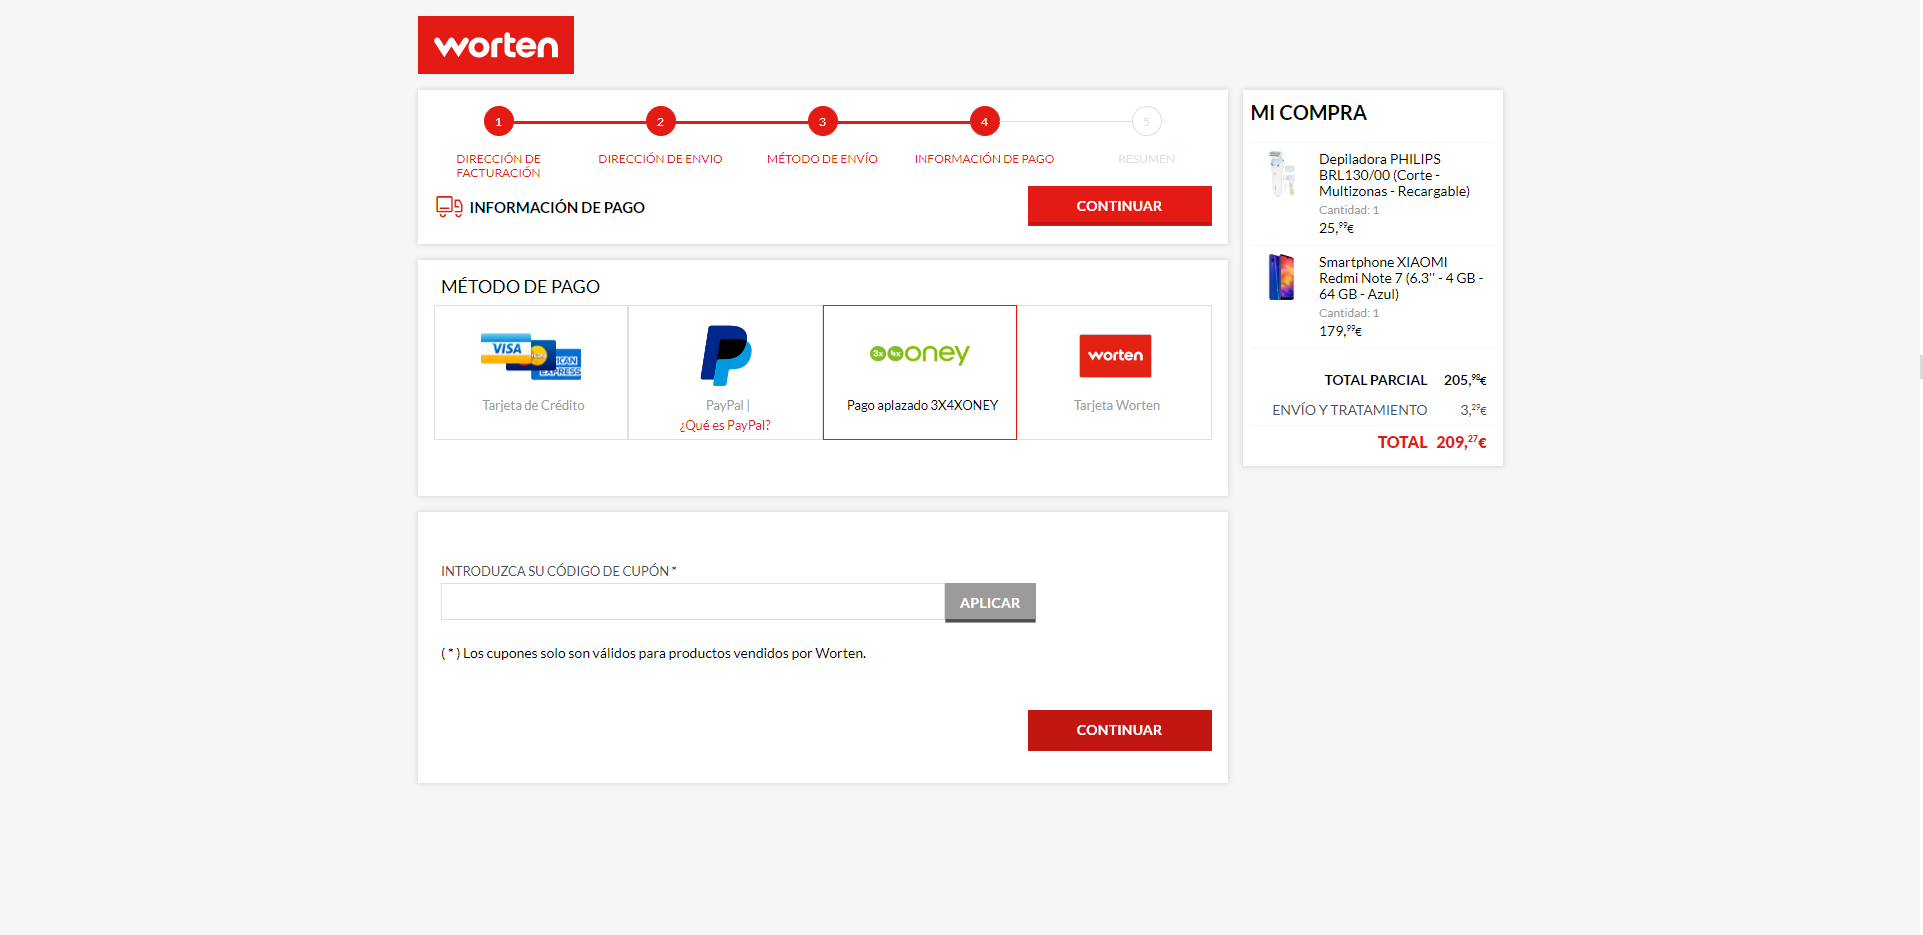 worten
1
2
3
4
5
DIRECCIÓN DE
FACTURACIÓN
DIRECCIÓN DE ENVIO
MÉTODO DE ENVÍO
INFORMACIÓN DE PAGO
RESUMEN
INFORMACIÓN DE PAGO
CONTINUAR
MÉTODO DE PAGO
VISA
ICAN
EXPRESS
Tarjeta de Crédito
PayPal |
¿Qué es PayPal?
3x 4x oney
Pago aplazado 3X4XONEY
worten
Tarjeta Worten
INTRODUZCA SU CÓDIGO DE CUPÓN *
APLICAR
( * ) Los cupones solo son válidos para productos vendidos por Worten.
CONTINUAR
MI COMPRA
Depiladora PHILIPS
BRL130/00 (Corte -
Multizonas - Recargable)
Cantidad: 1
25,99€
Smartphone XIAOMI
Redmi Note 7 (6.3'' - 4 GB -
64 GB - Azul)
Cantidad: 1
179,99€
TOTAL PARCIAL 205,98€
ENVÍO Y TRATAMIENTO 3,29€
TOTAL 209,27€